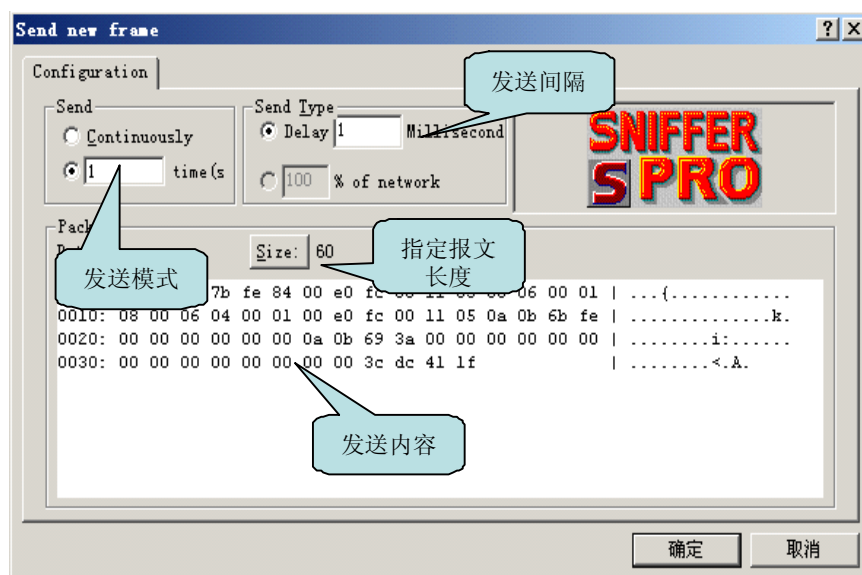 Send new frame
Configuration
发送间隔
Send
Send Type
Continuously
Delay 1 Millisecond
1 time(s
100 % of network
SNIFFER
S PRO
Pack
Size: 60
发送模式
指定报文
长度
7b fe 84 00 e0 fc 00 11 06 00 01 | ...{............
0010: 08 00 06 04 00 01 00 e0 fc 00 11 05 0a 0b 6b fe | ..............k.
0020: 00 00 00 00 00 00 0a 0b 69 3a 00 00 00 00 00 00 | ........i:......
0030: 00 00 00 00 00 00 00 00 3c dc 41 1f | ........<.A.
发送内容
确定
取消